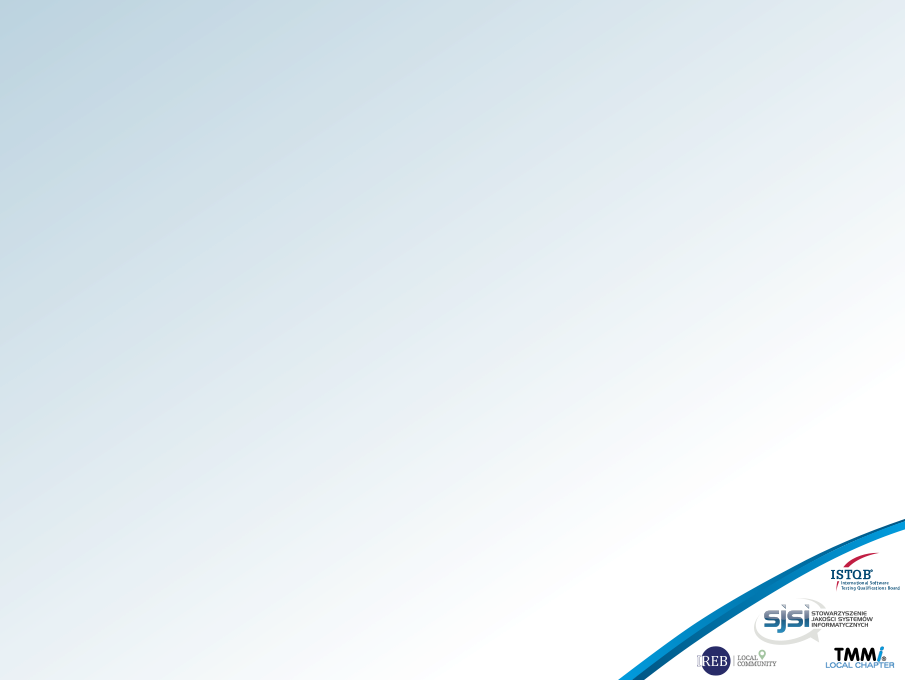 ISTQB®
International Software
Testing Qualifications Board
sjsi
STOWARZYSZENIE
JAKOŚCI SYSTEMÓW
INFORMATYCZNYCH
IREB
LOCAL
COMMUNITY
TMMi®
LOCAL CHAPTER